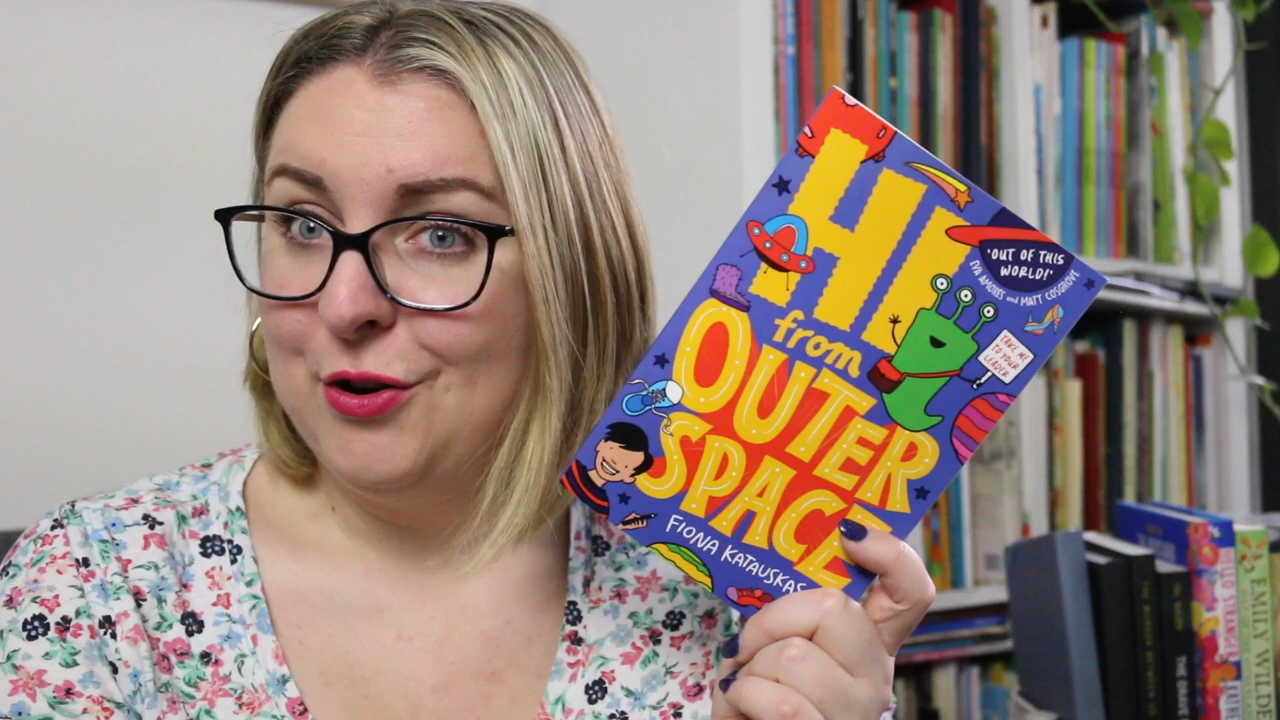 HI
from
OUTER
SPACE
'OUT OF THIS
WORLD!'
EVA AMORES and MATT COSGROVE
TAKE ME
TO YOUR
LEADER
FIONA KATAUSKAS
EMILY WILDE